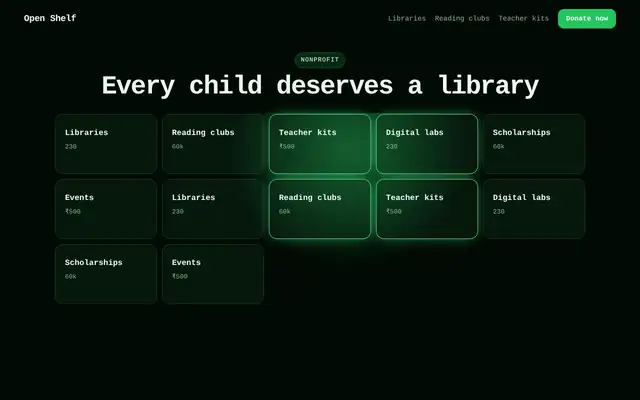 Open Shelf
Libraries Reading clubs Teacher kits Donate now
NONPROFIT
Every child deserves a library
Libraries
230
Reading clubs
60k
Teacher kits
₹500
Digital labs
230
Scholarships
60k
Events
₹500
Libraries
230
Reading clubs
60k
Teacher kits
₹500
Digital labs
230
Scholarships
60k
Events
₹500